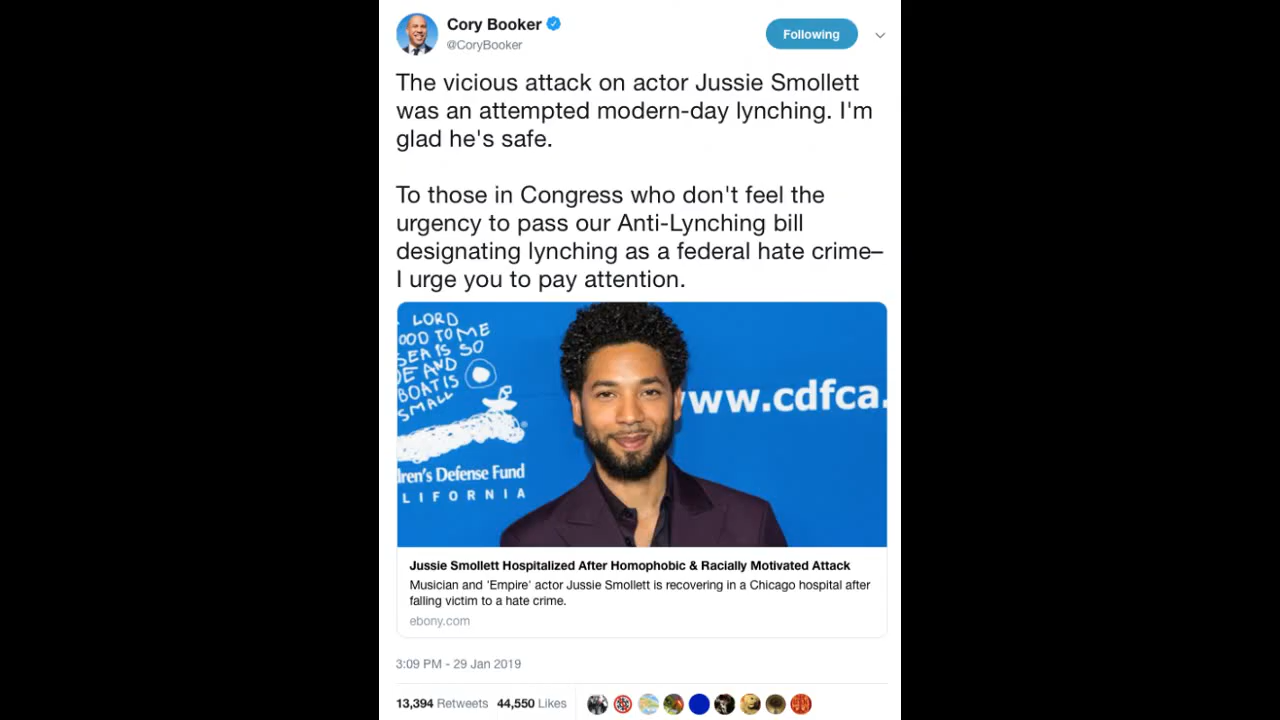 Cory Booker
@CoryBooker
Following
The vicious attack on actor Jussie Smollett
was an attempted modern-day lynching. I'm
glad he's safe.
To those in Congress who don't feel the
urgency to pass our Anti-Lynching bill
designating lynching as a federal hate crime–
I urge you to pay attention.
LORD
OOD TO ME
SEA IS SO
DE AND
BOAT IS
SMALL
www.cdfca.
dren's Defense Fund
LIFORNIA
Jussie Smollett Hospitalized After Homophobic & Racially Motivated Attack
Musician and 'Empire' actor Jussie Smollett is recovering in a Chicago hospital after
falling victim to a hate crime.
ebony.com
3:09 PM - 29 Jan 2019
13,394 Retweets 44,550 Likes